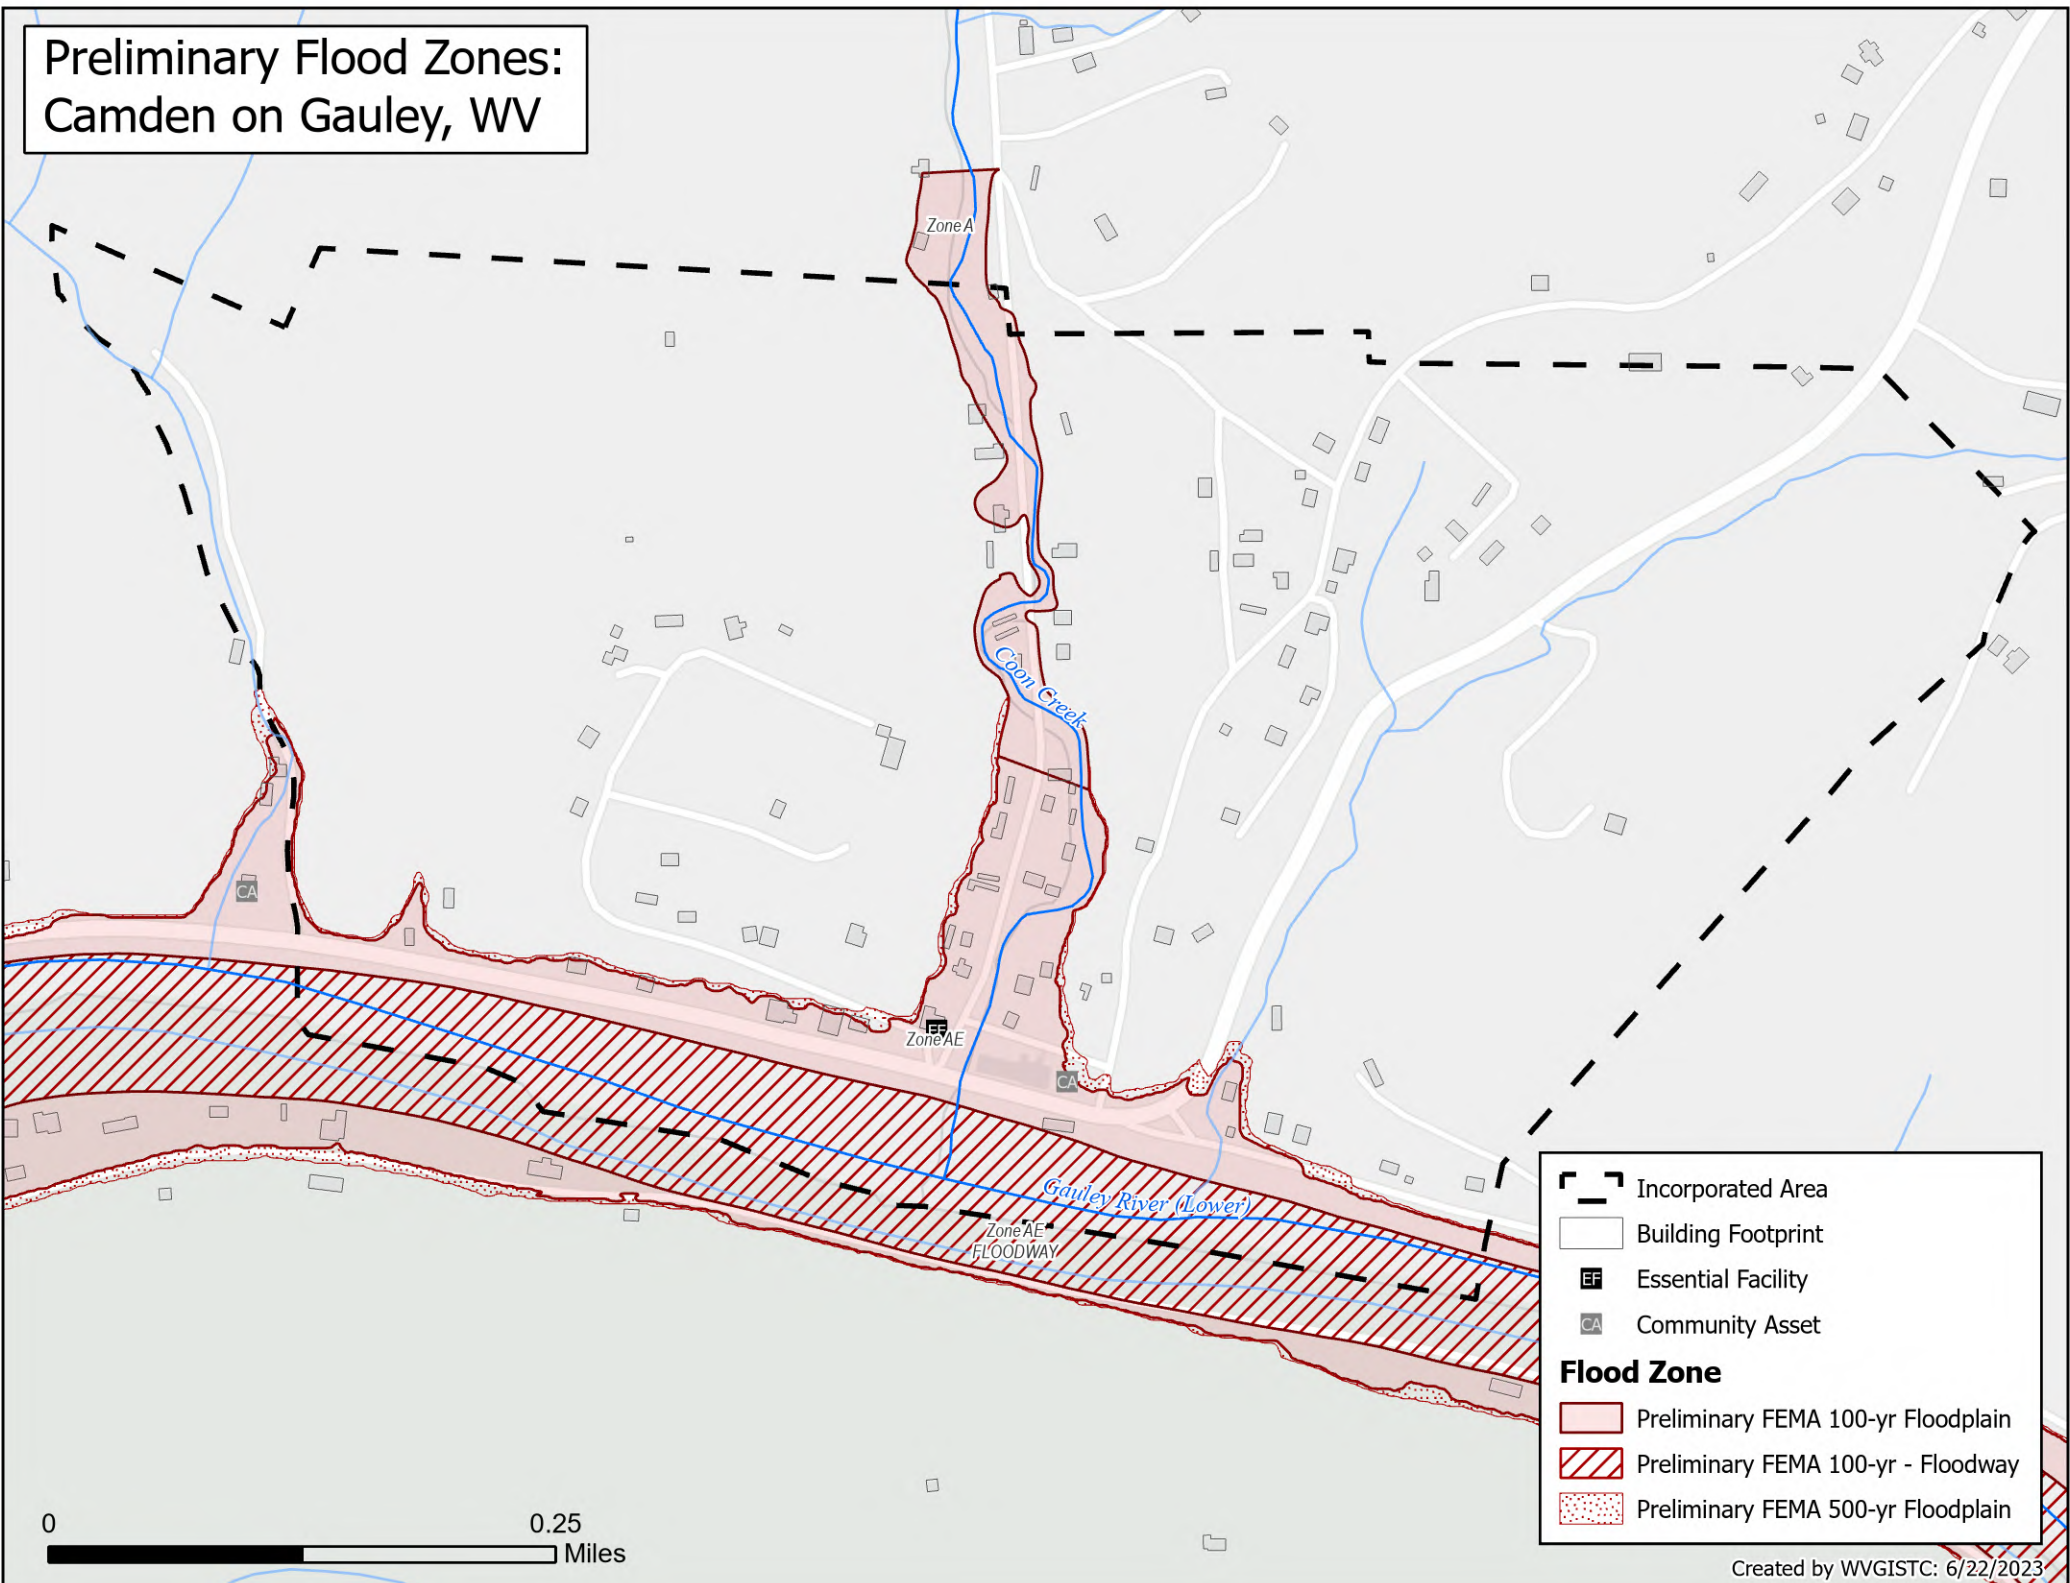 Preliminary Flood Zones:
Camden on Gauley, WV
Zone A
Coon Creek
CA
EF
Zone AE
CA
Gauley River (Lower)
Zone AE
FLOODWAY
Incorporated Area
Building Footprint
EF Essential Facility
CA Community Asset
Flood Zone
Preliminary FEMA 100-yr Floodplain
Preliminary FEMA 100-yr - Floodway
Preliminary FEMA 500-yr Floodplain
0 0.25
Miles
Created by WVGISTC: 6/22/2023